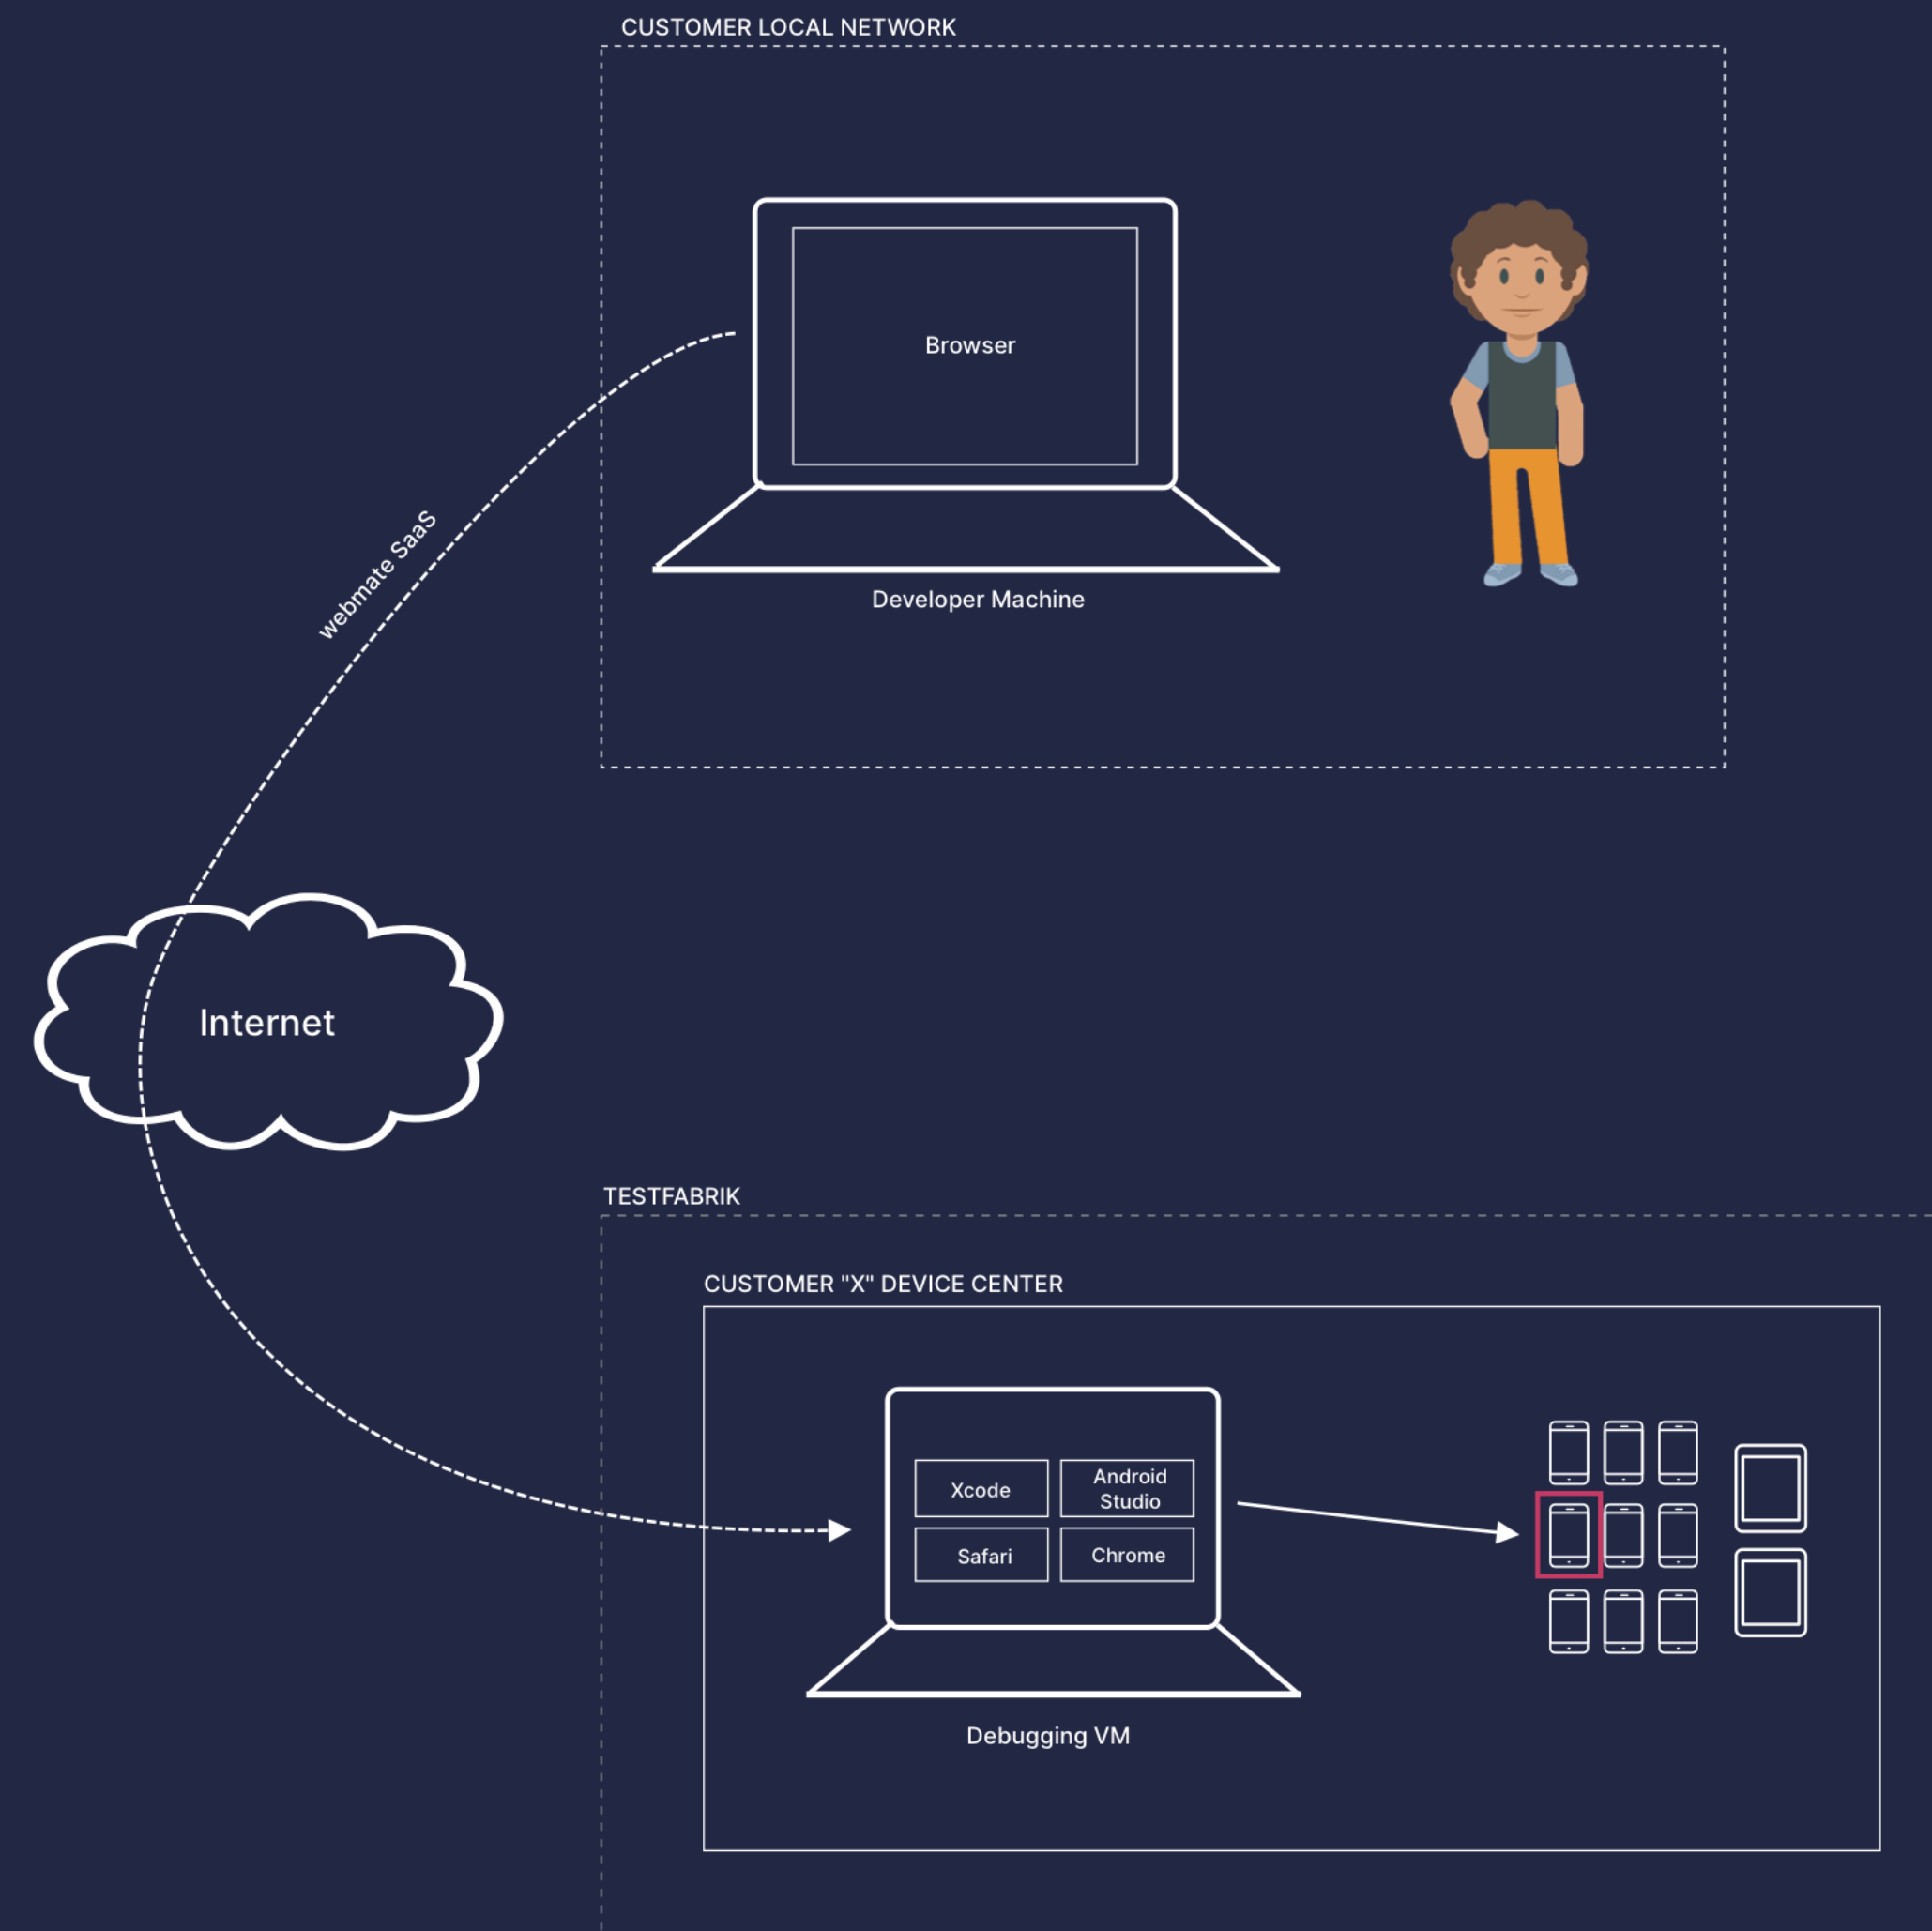 CUSTOMER LOCAL NETWORK
Browser
Developer Machine
webmate SaaS
Internet
TESTFABRIK
CUSTOMER "X" DEVICE CENTER
Xcode
Android
Studio
Safari
Chrome
Debugging VM